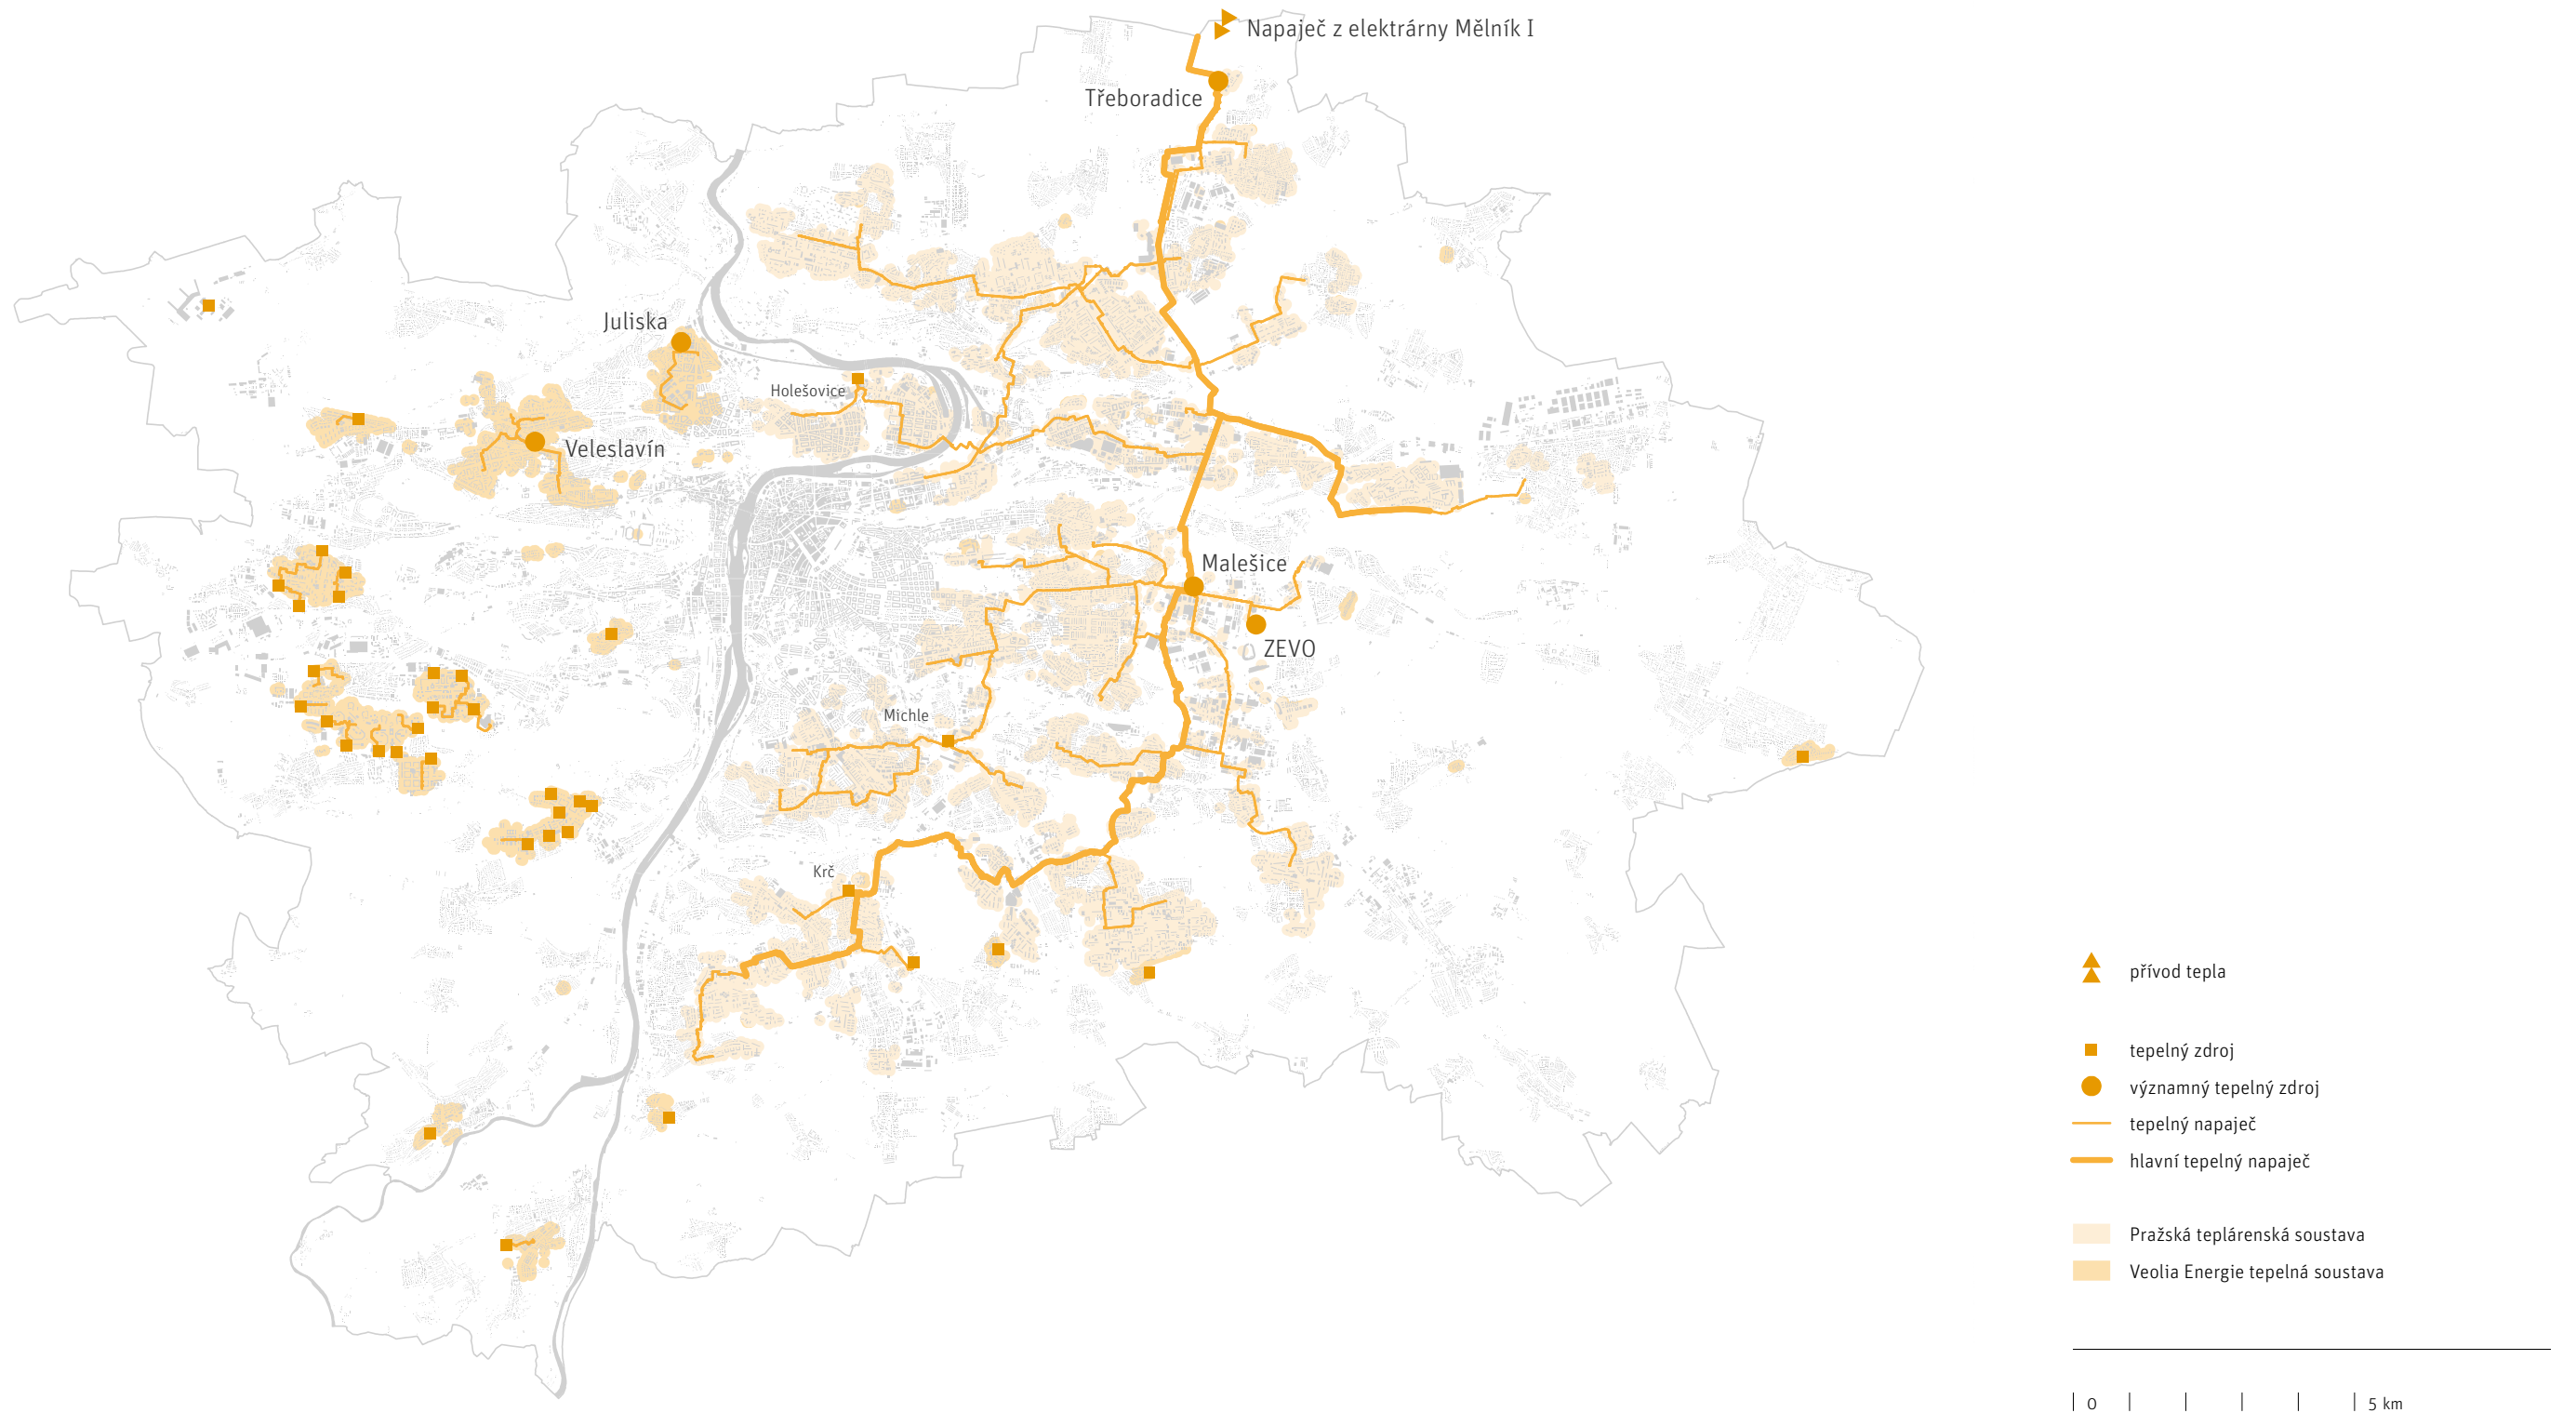 Napaječ z elektrárny Mělník I
Třeboradice
Juliska
Holešovice
Veleslavín
Malešice
ZEVO
Michle
Krč
přívod tepla
tepelný zdroj
významný tepelný zdroj
tepelný napaječ
hlavní tepelný napaječ
Pražská teplárenská soustava
Veolia Energie tepelná soustava
0 5 km